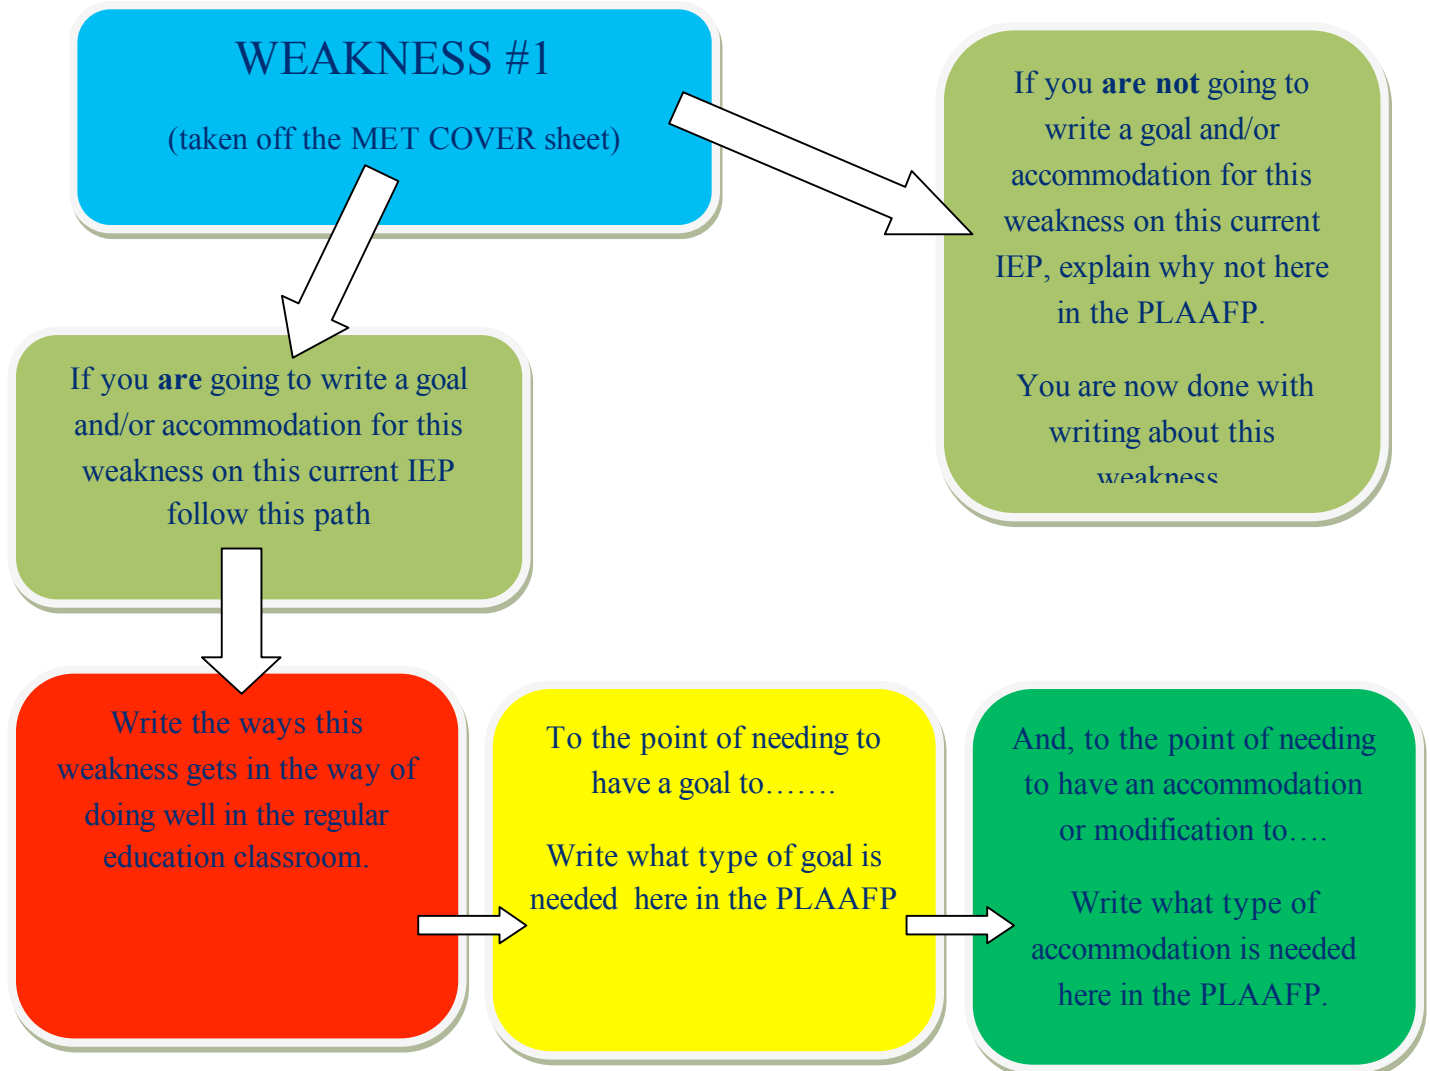 WEAKNESS #1
(taken off the MET COVER sheet)
If you are not going to
write a goal and/or
accommodation for this
weakness on this current
IEP, explain why not here
in the PLAAFP.
You are now done with
writing about this
weakness
If you are going to write a goal
and/or accommodation for this
weakness on this current IEP
follow this path
Write the ways this
weakness gets in the way of
doing well in the regular
education classroom.
To the point of needing to
have a goal to…….
Write what type of goal is
needed  here in the PLAAFP
And, to the point of needing
to have an accommodation
or modification to….
Write what type of
accommodation is needed
here in the PLAAFP.